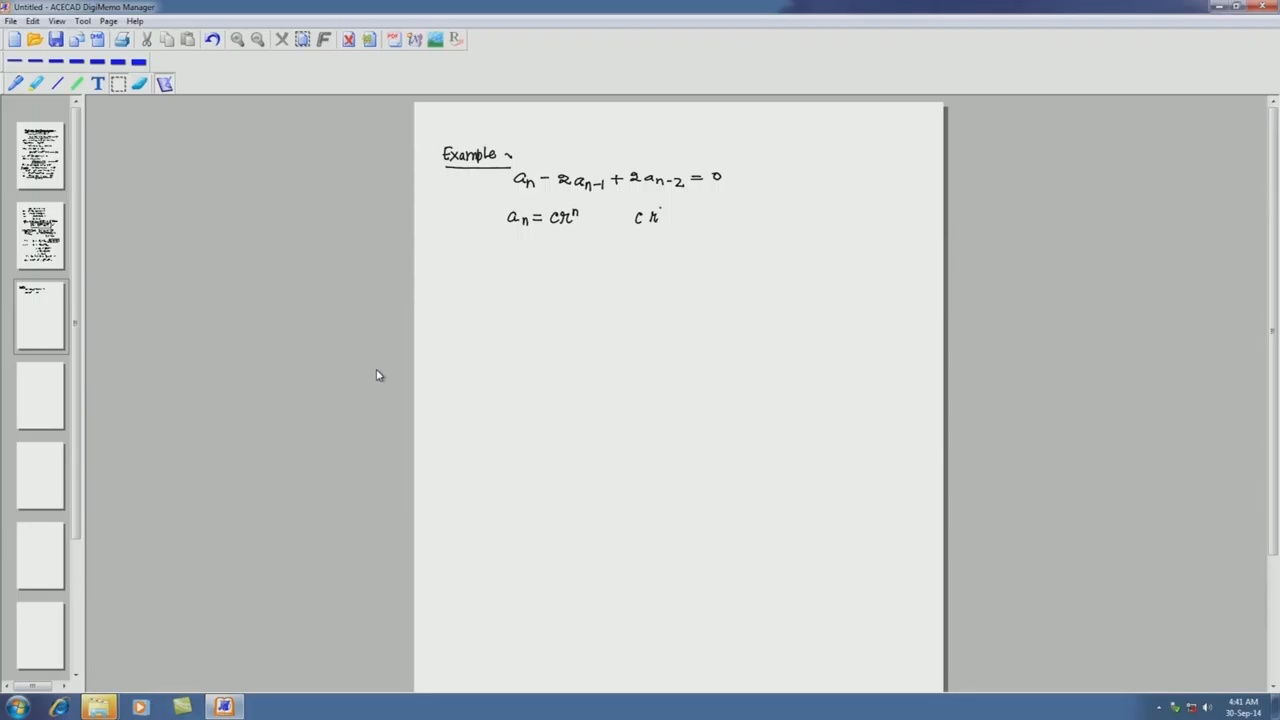 Untitled - ACECAD DigiMemo Manager
File Edit View Tool Page Help
Example
aₙ - 2aₙ₋₁ + 2aₙ₋₂ = 0
aₙ = crⁿ c r
4:41 AM
30-Sep-14